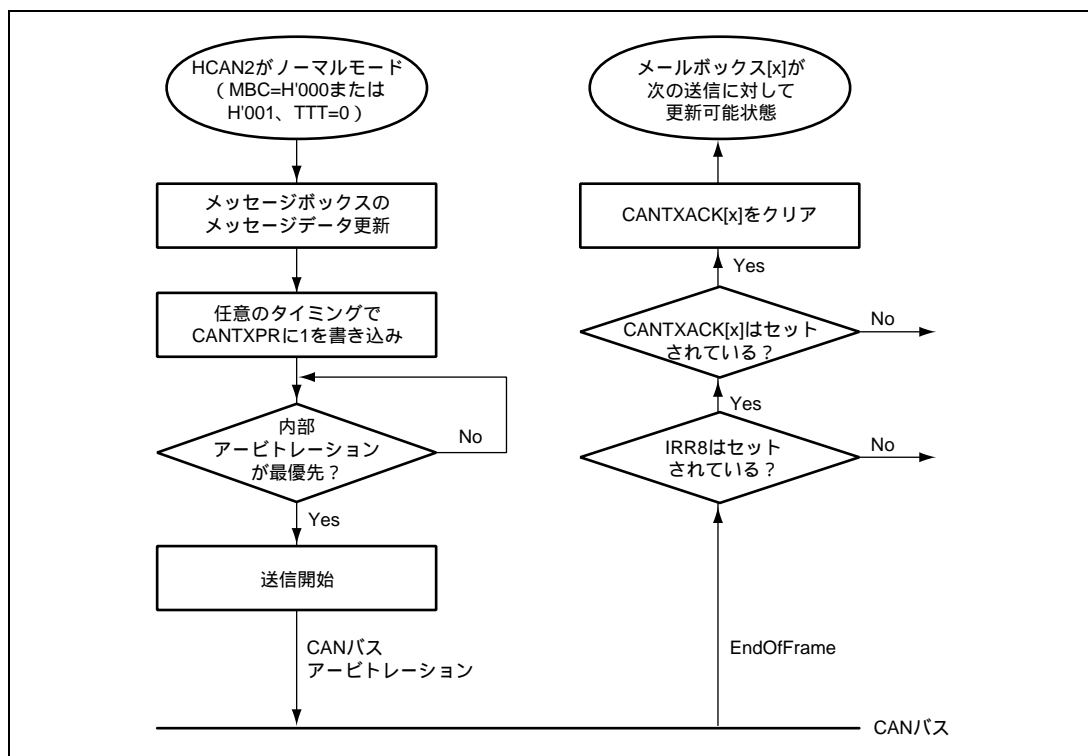 HCAN2がノーマルモード
（MBC=H'000または
H'001、TTT=0）
メッセージボックスの
メッセージデータ更新
任意のタイミングで
CANTXPRに1を書き込み
内部
アービトレーション
が最優先？
No
Yes
送信開始
CANバス
アービトレーション
メールボックス[x]が
次の送信に対して
更新可能状態
CANTXACK[x]をクリア
Yes
CANTXACK[x]はセット
されている？
No
Yes
IRR8はセット
されている？
No
EndOfFrame
CANバス